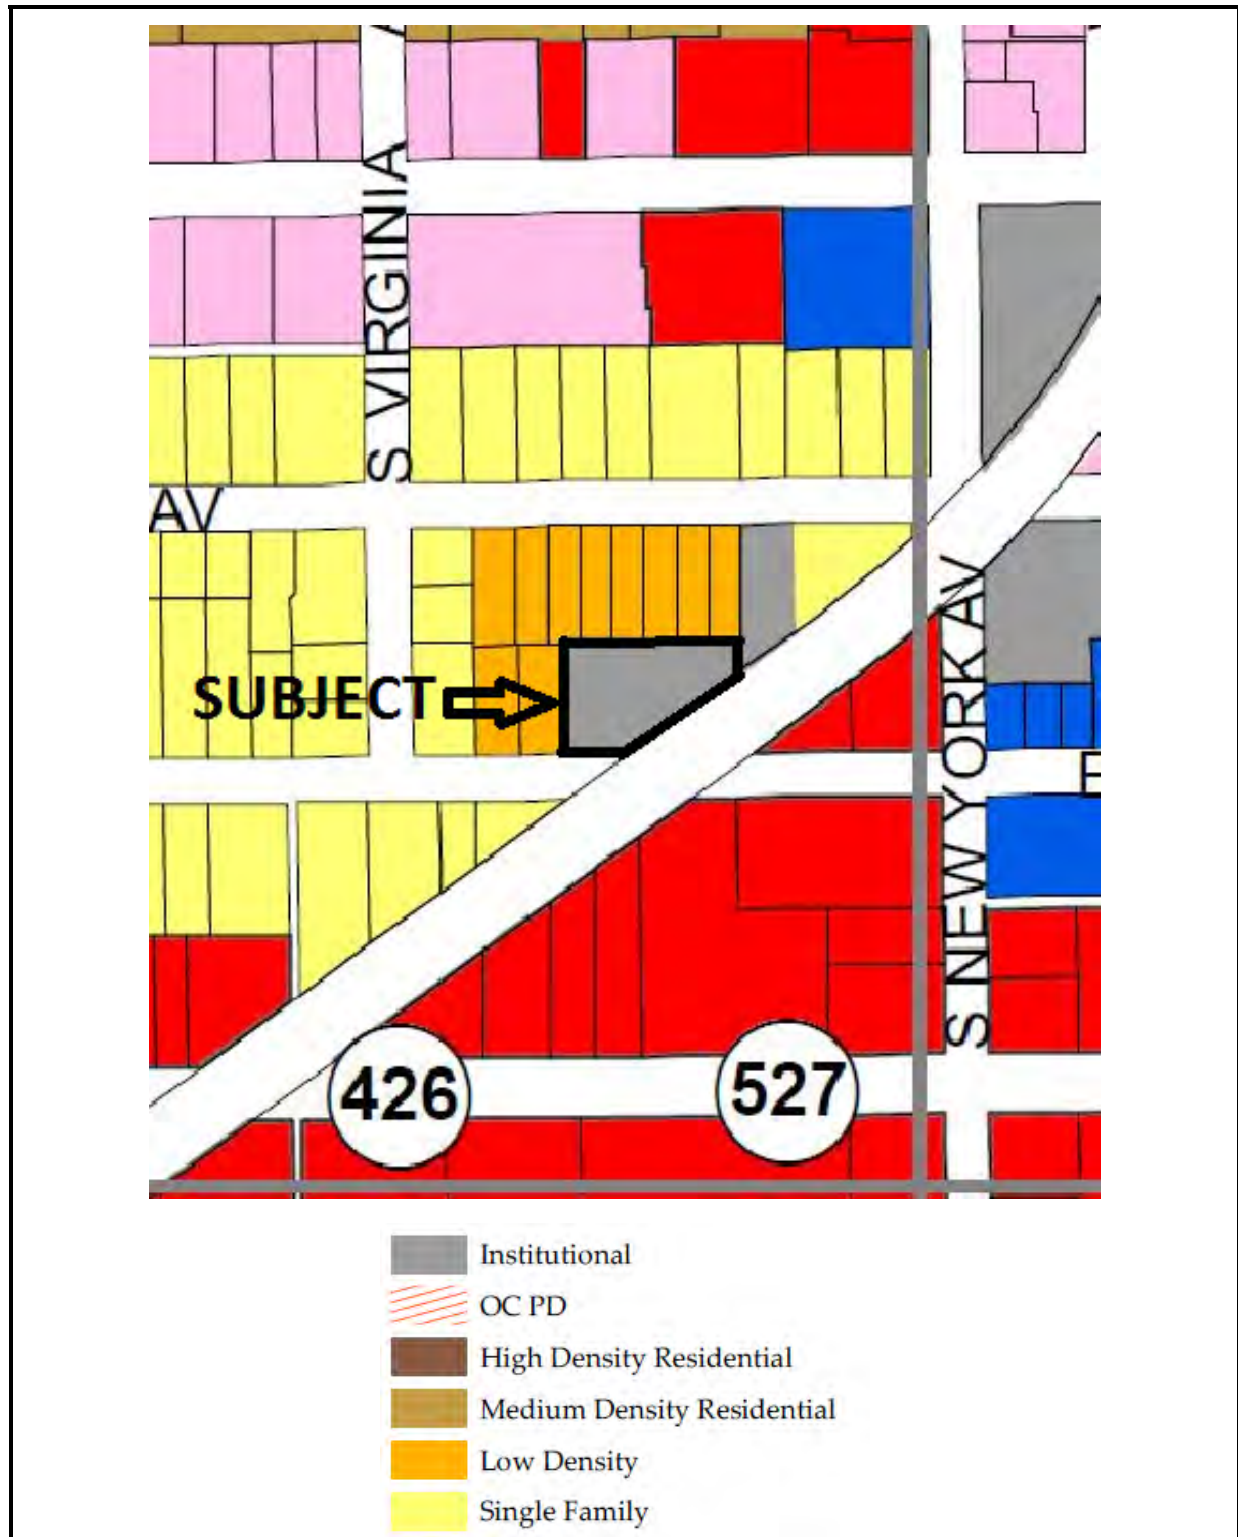 S VIRGINIA A
AV
SUBJECT
S NEW YORK AV
E
426
527
Institutional
OC PD
High Density Residential
Medium Density Residential
Low Density
Single Family